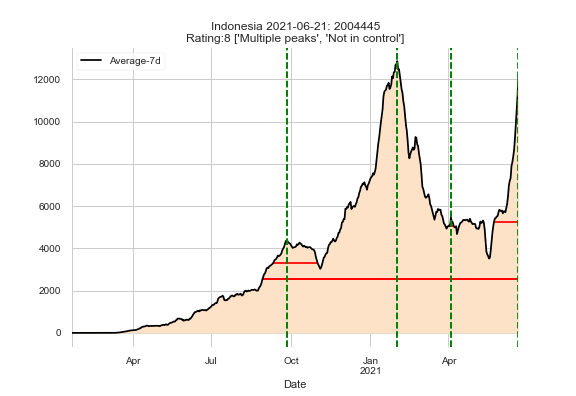 Indonesia 2021-06-21: 2004445
Rating:8 ['Multiple peaks', 'Not in control']
Average-7d
12000
10000
8000
6000
4000
2000
0
Apr
Jul
Oct
Jan
2021
Apr
Date